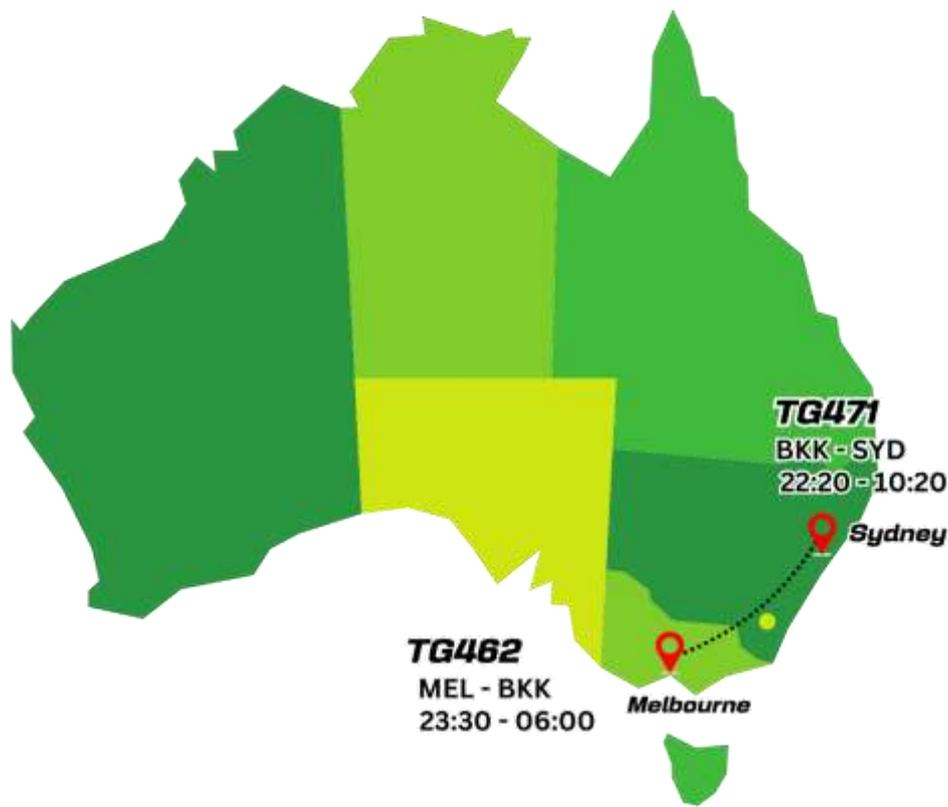 TG471
BKK - SYD
22:20 - 10:20
Sydney
TG462
MEL - BKK
23:30 - 06:00
Melbourne